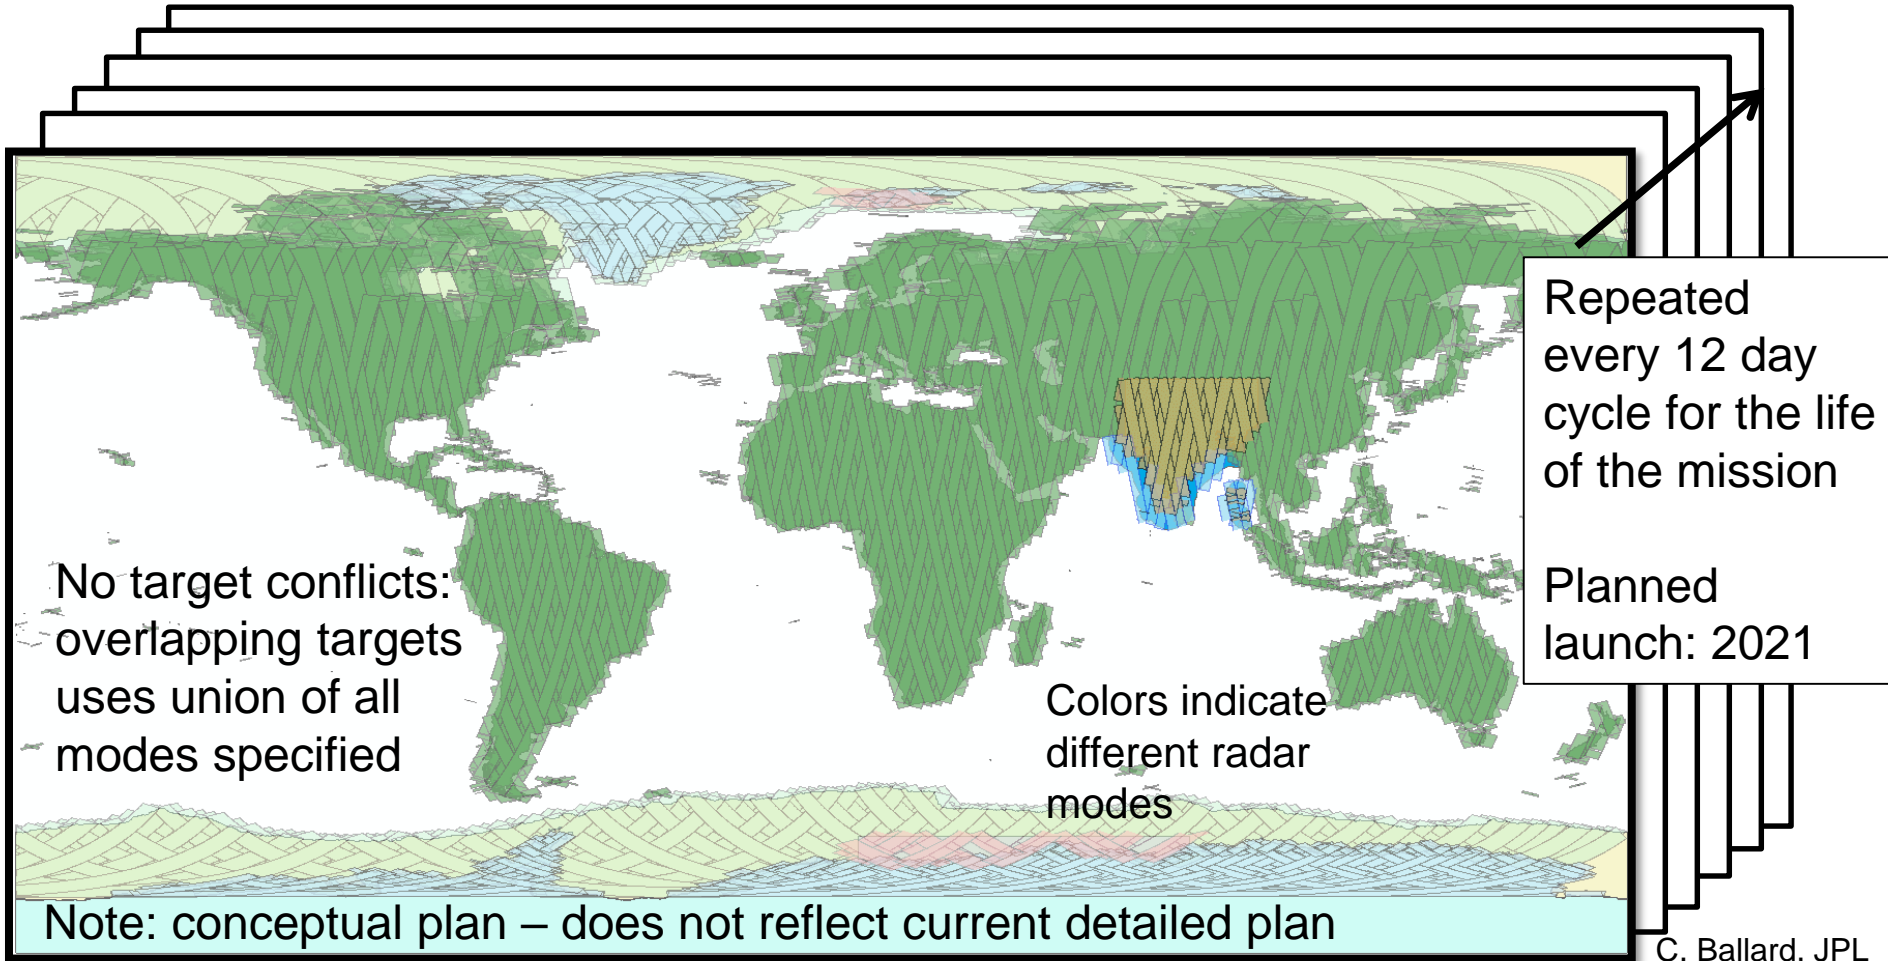 Repeated
every 12 day
cycle for the life
of the mission
Planned
launch: 2021
No target conflicts:
overlapping targets
uses union of all
modes specified
Colors indicate
different radar
modes
Note: conceptual plan – does not reflect current detailed plan
C. Ballard, JPL